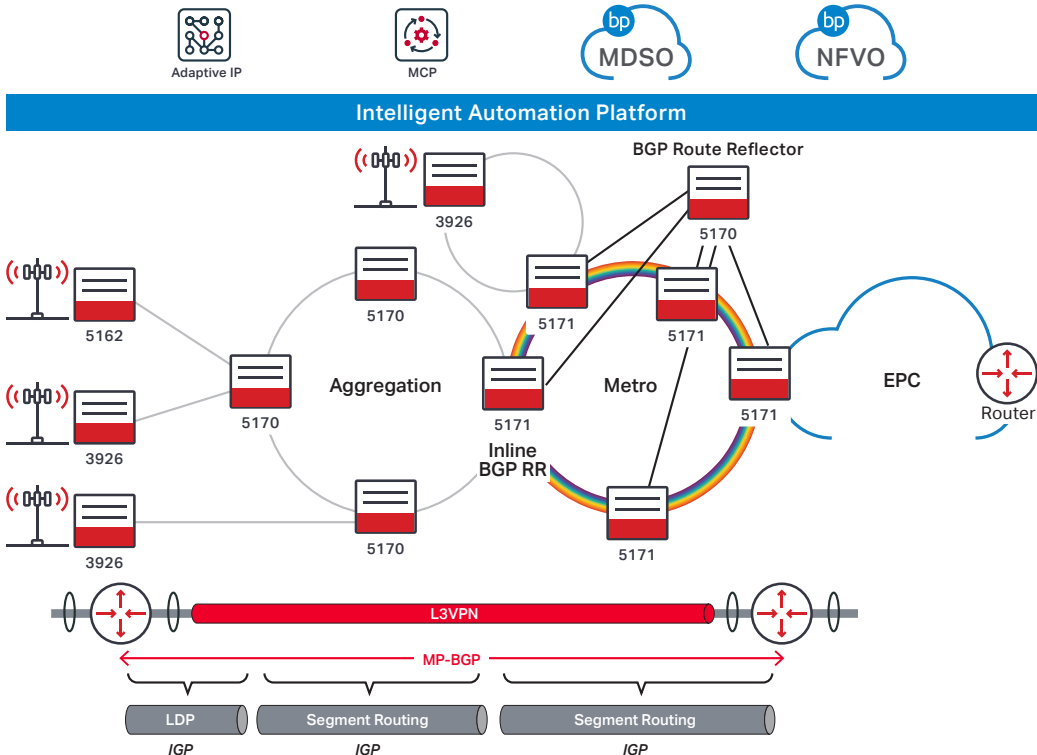 bp
bp
MDSO
NFVO
Adaptive IP
MCP
Intelligent Automation Platform
BGP Route Reflector
3926
5170
5170
5171
5162
5171
Aggregation
Metro
EPC
5170
5171
5171
Router
3926
Inline
BGP RR
5170
5171
3926
L3VPN
MP-BGP
LDP
Segment Routing
Segment Routing
IGP
IGP
IGP